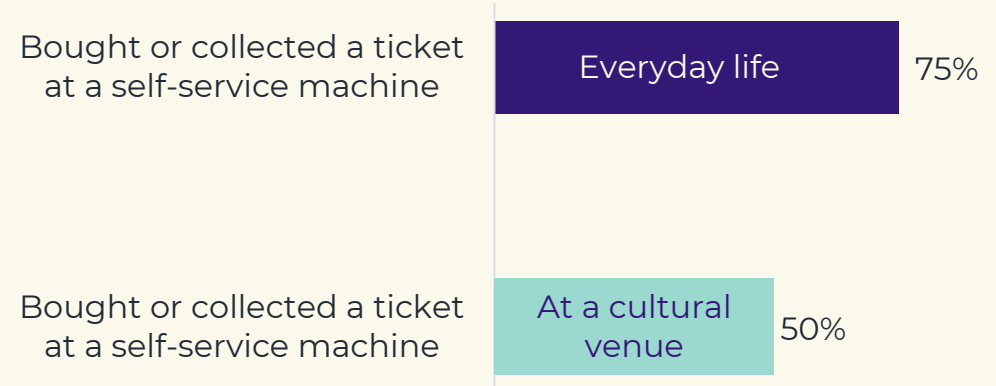 Bought or collected a ticket
at a self-service machine
Everyday life
75%
Bought or collected a ticket
at a self-service machine
At a cultural
venue
50%